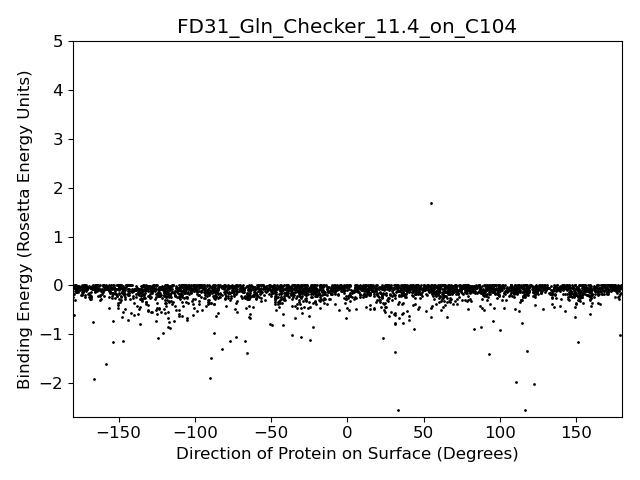 FD31_Gln_Checker_11.4_on_C104
Binding Energy (Rosetta Energy Units)
5
4
3
2
1
0
−1
−2
−150 −100 −50 0 50 100 150
Direction of Protein on Surface (Degrees)